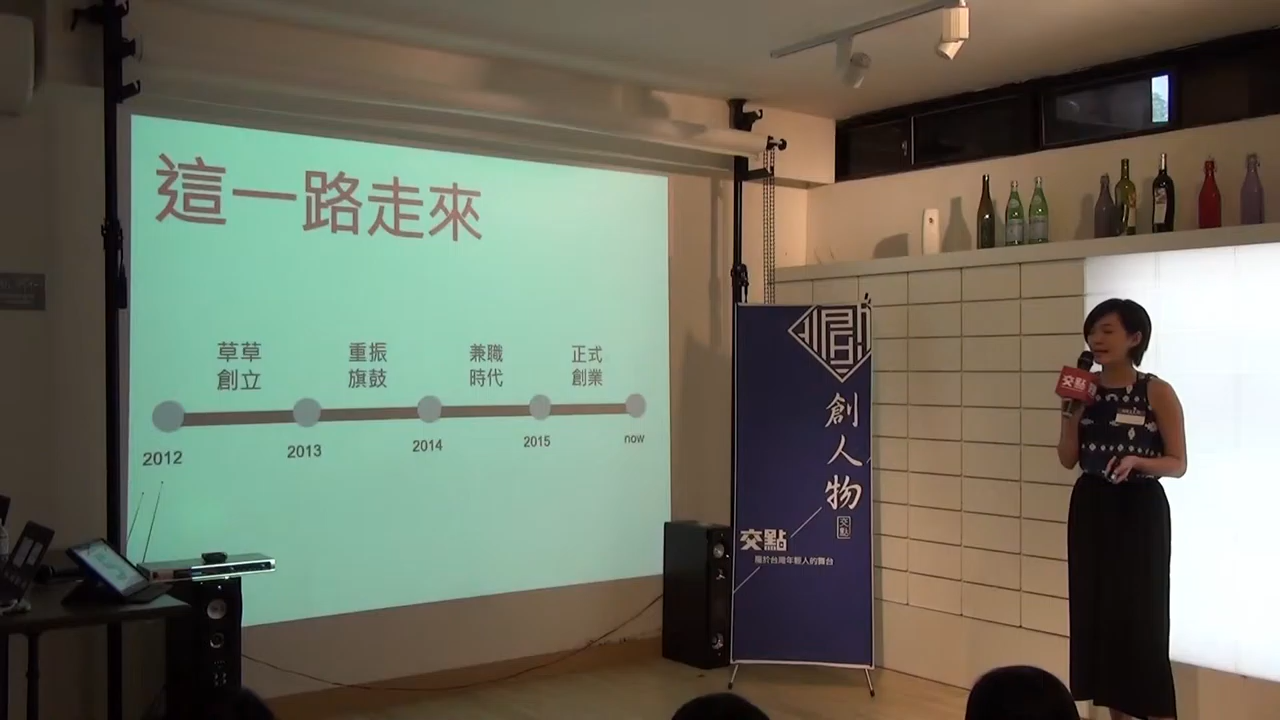 這一路走來
草草
創立
重振
旗鼓
兼職
時代
正式
創業
2012
2013
2014
2015
now
創人物
交點
交點
屬於台灣年輕人的舞台
交點